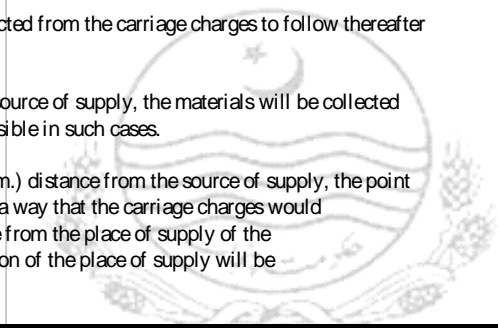 cted from the carriage charges to follow thereafter
ource of supply, the materials will be collected
sible in such cases.
m.) distance from the source of supply, the point
a way that the carriage charges would
e from the place of supply of the
on of the place of supply will be